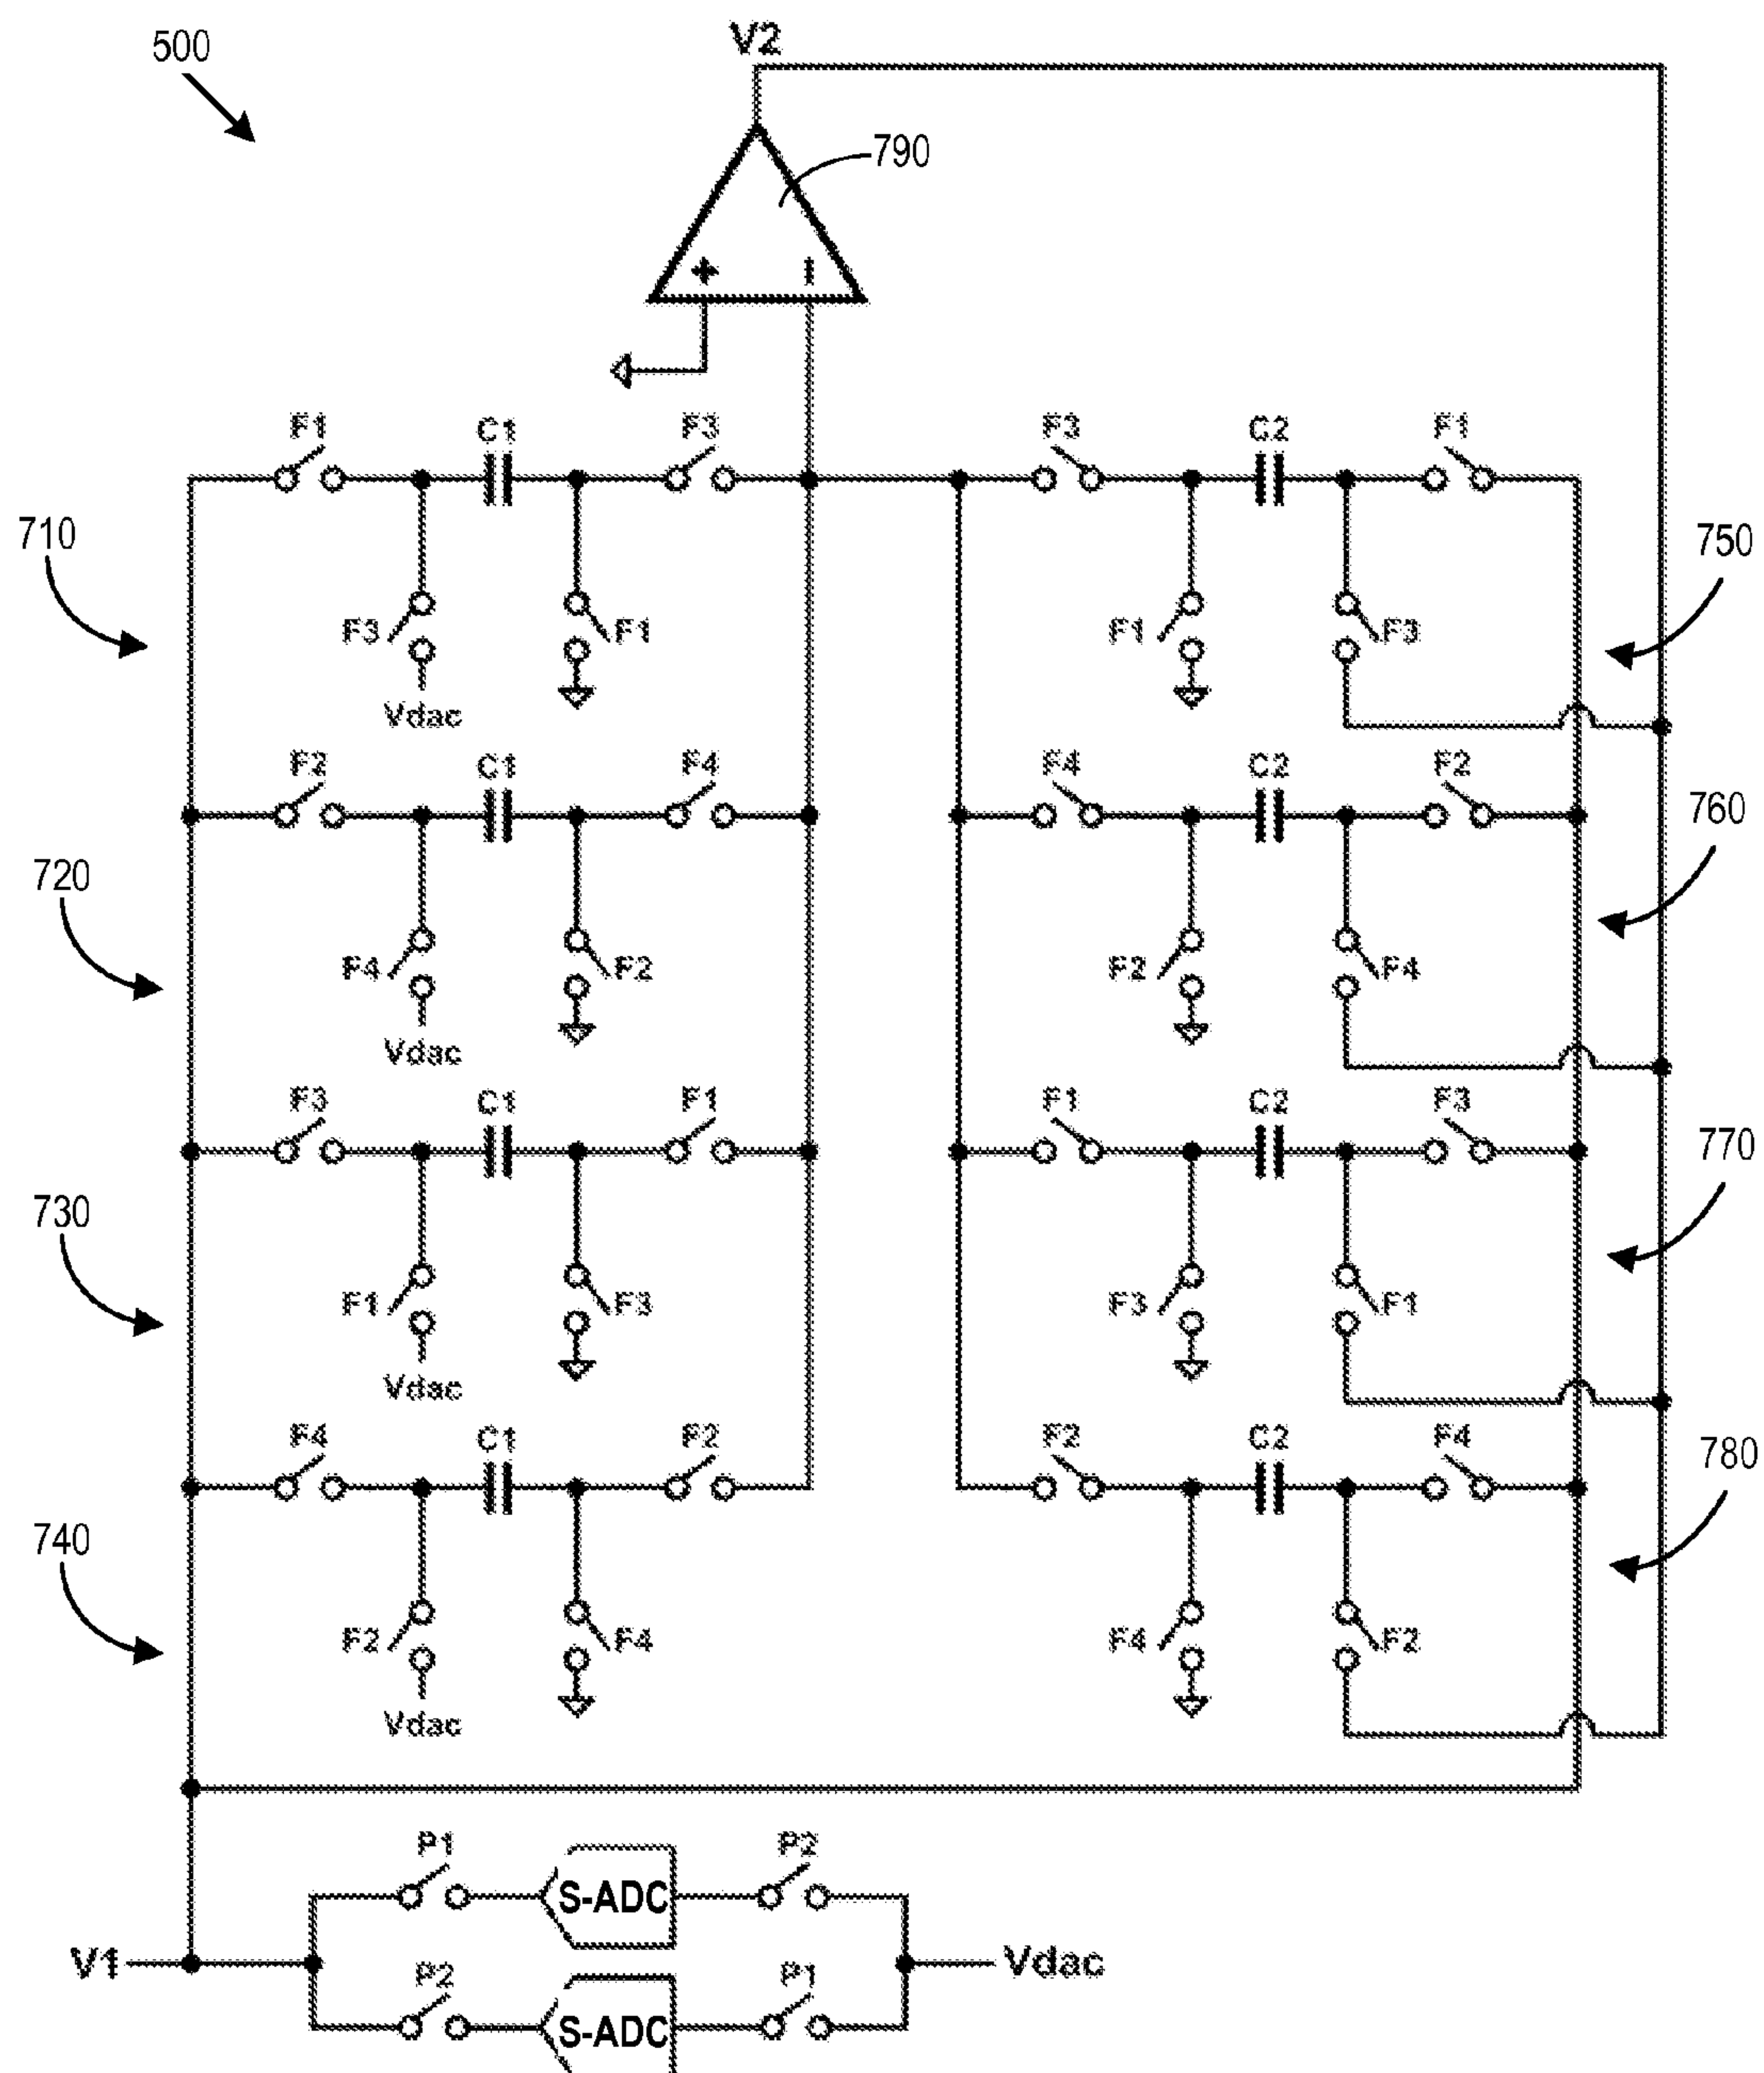 500
V2
790
+ -
F1 C1 F3 F3 C2 F1
710
750
F3 F1 F1 F3
Vdac
F2 C1 F4 F4 C2 F2
760
720
F4 F2 F2 F4
Vdac
F3 C1 F1 F1 C2 F3
770
730
F1 F3 F3 F1
Vdac
F4 C1 F2 F2 C2 F4
780
740
F2 F4 F4 F2
Vdac
P1 P2
S-ADC
V1 Vdac
P2 P1
S-ADC